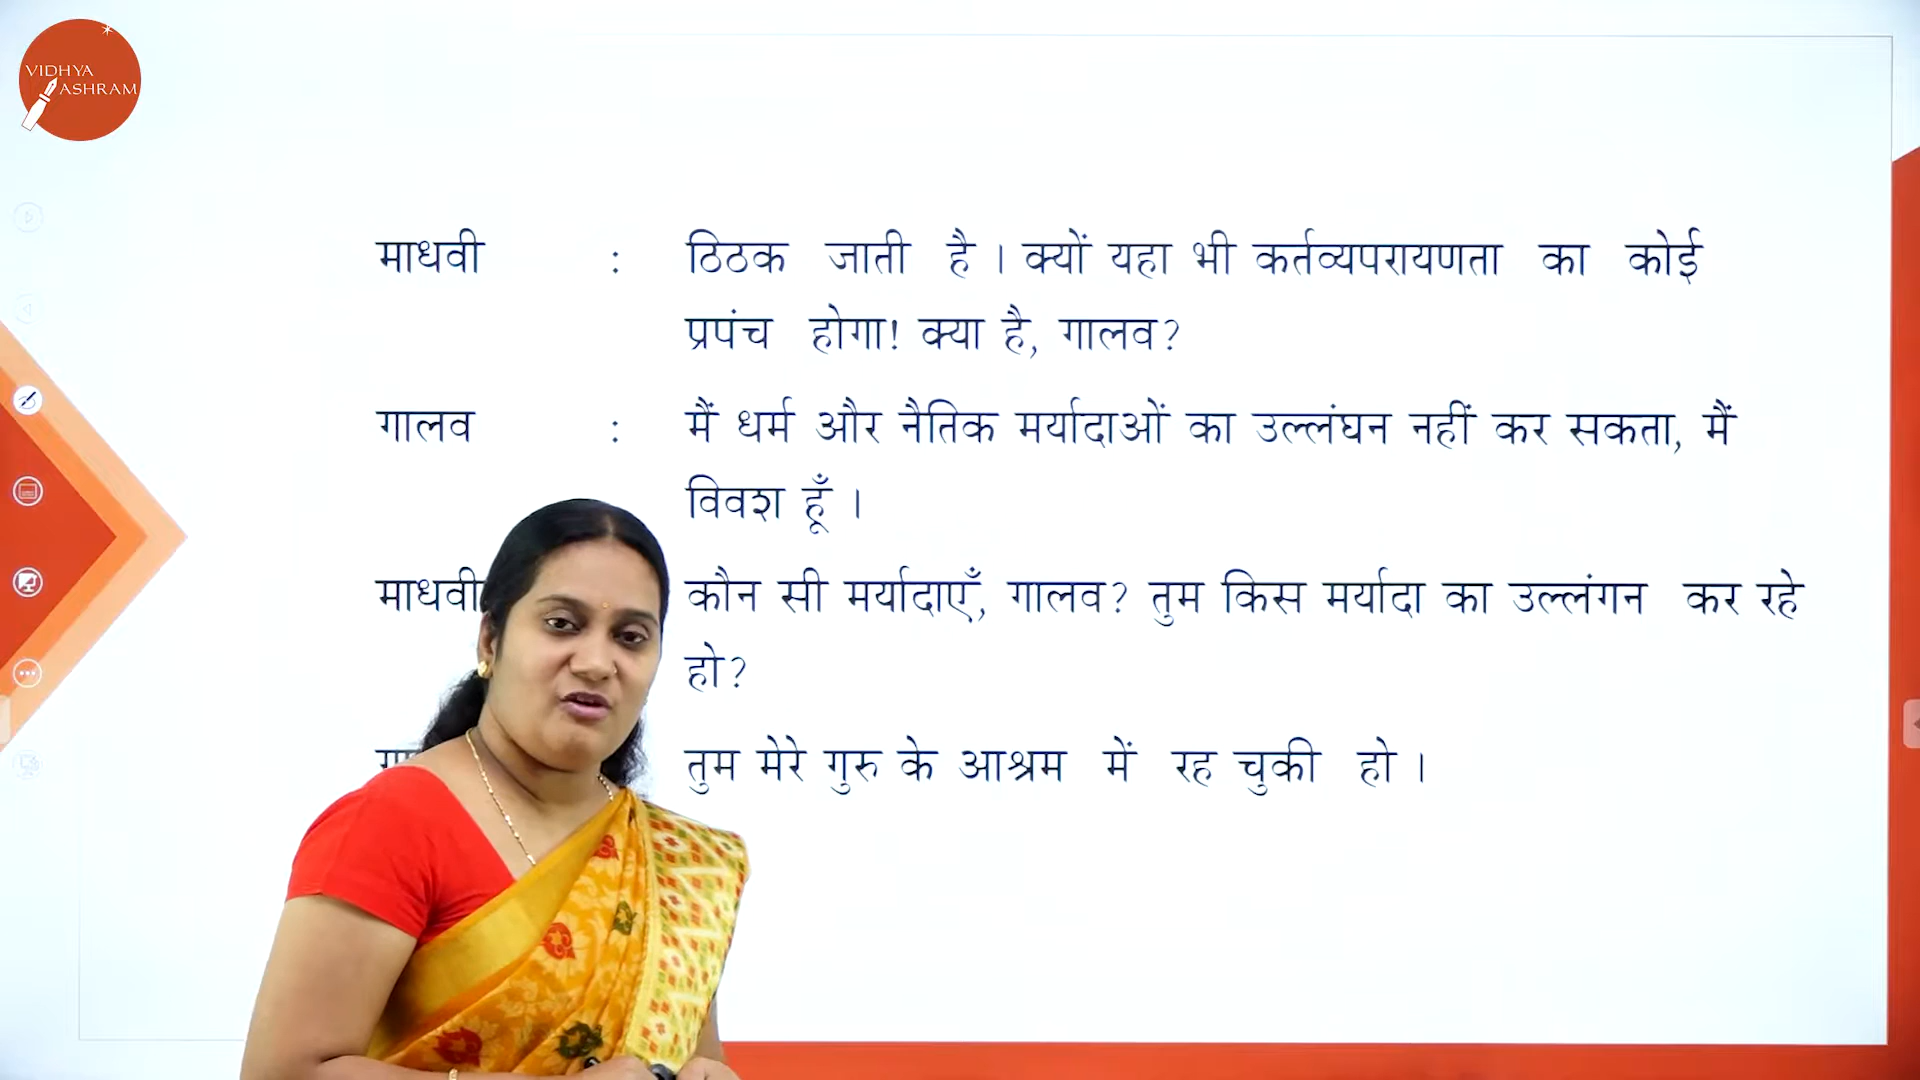 VIDHYA
ASHRAM
माधवी : ठिठक जाती है । क्यों यहा भी कर्तव्यपरायणता का कोई
प्रपंच होगा! क्या है, गालव?
गालव : मैं धर्म और नैतिक मर्यादाओं का उल्लंघन नहीं कर सकता, मैं
विवश हूँ ।
माधवी कौन सी मर्यादाएँ, गालव? तुम किस मर्यादा का उल्लंगन कर रहे
हो?
तुम मेरे गुरु के आश्रम में रह चुकी हो ।